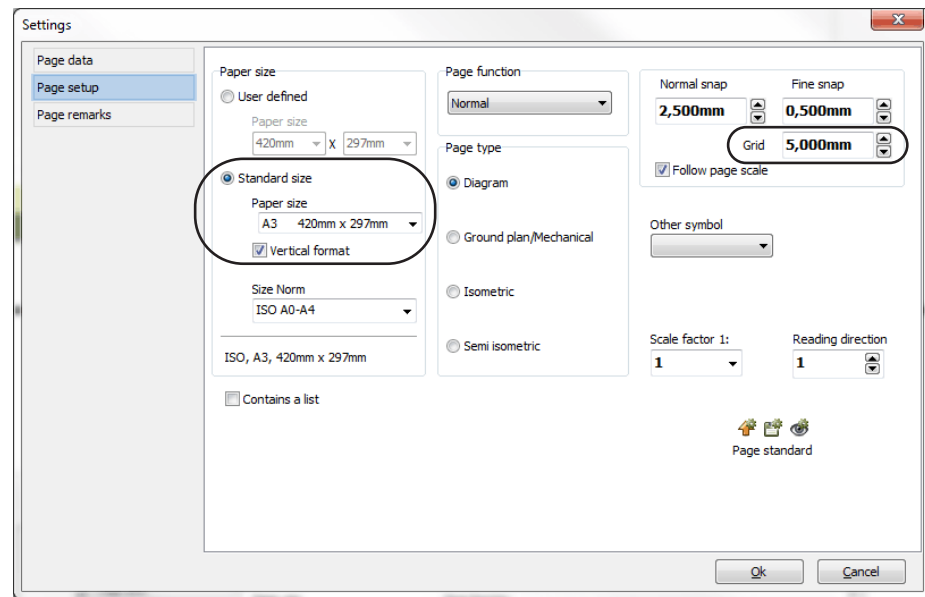 Settings
x
Page data
Page setup
Page remarks
Paper size
User defined
Paper size
420mm X 297mm
Standard size
Paper size
A3 420mm x 297mm
Vertical format
Size Norm
ISO A0-A4
ISO, A3, 420mm x 297mm
Contains a list
Page function
Normal
Page type
Diagram
Ground plan/Mechanical
Isometric
Semi isometric
Normal snap Fine snap
2,500mm 0,500mm
Grid 5,000mm
Follow page scale
Other symbol
Scale factor 1: Reading direction
1 1
Page standard
Ok Cancel